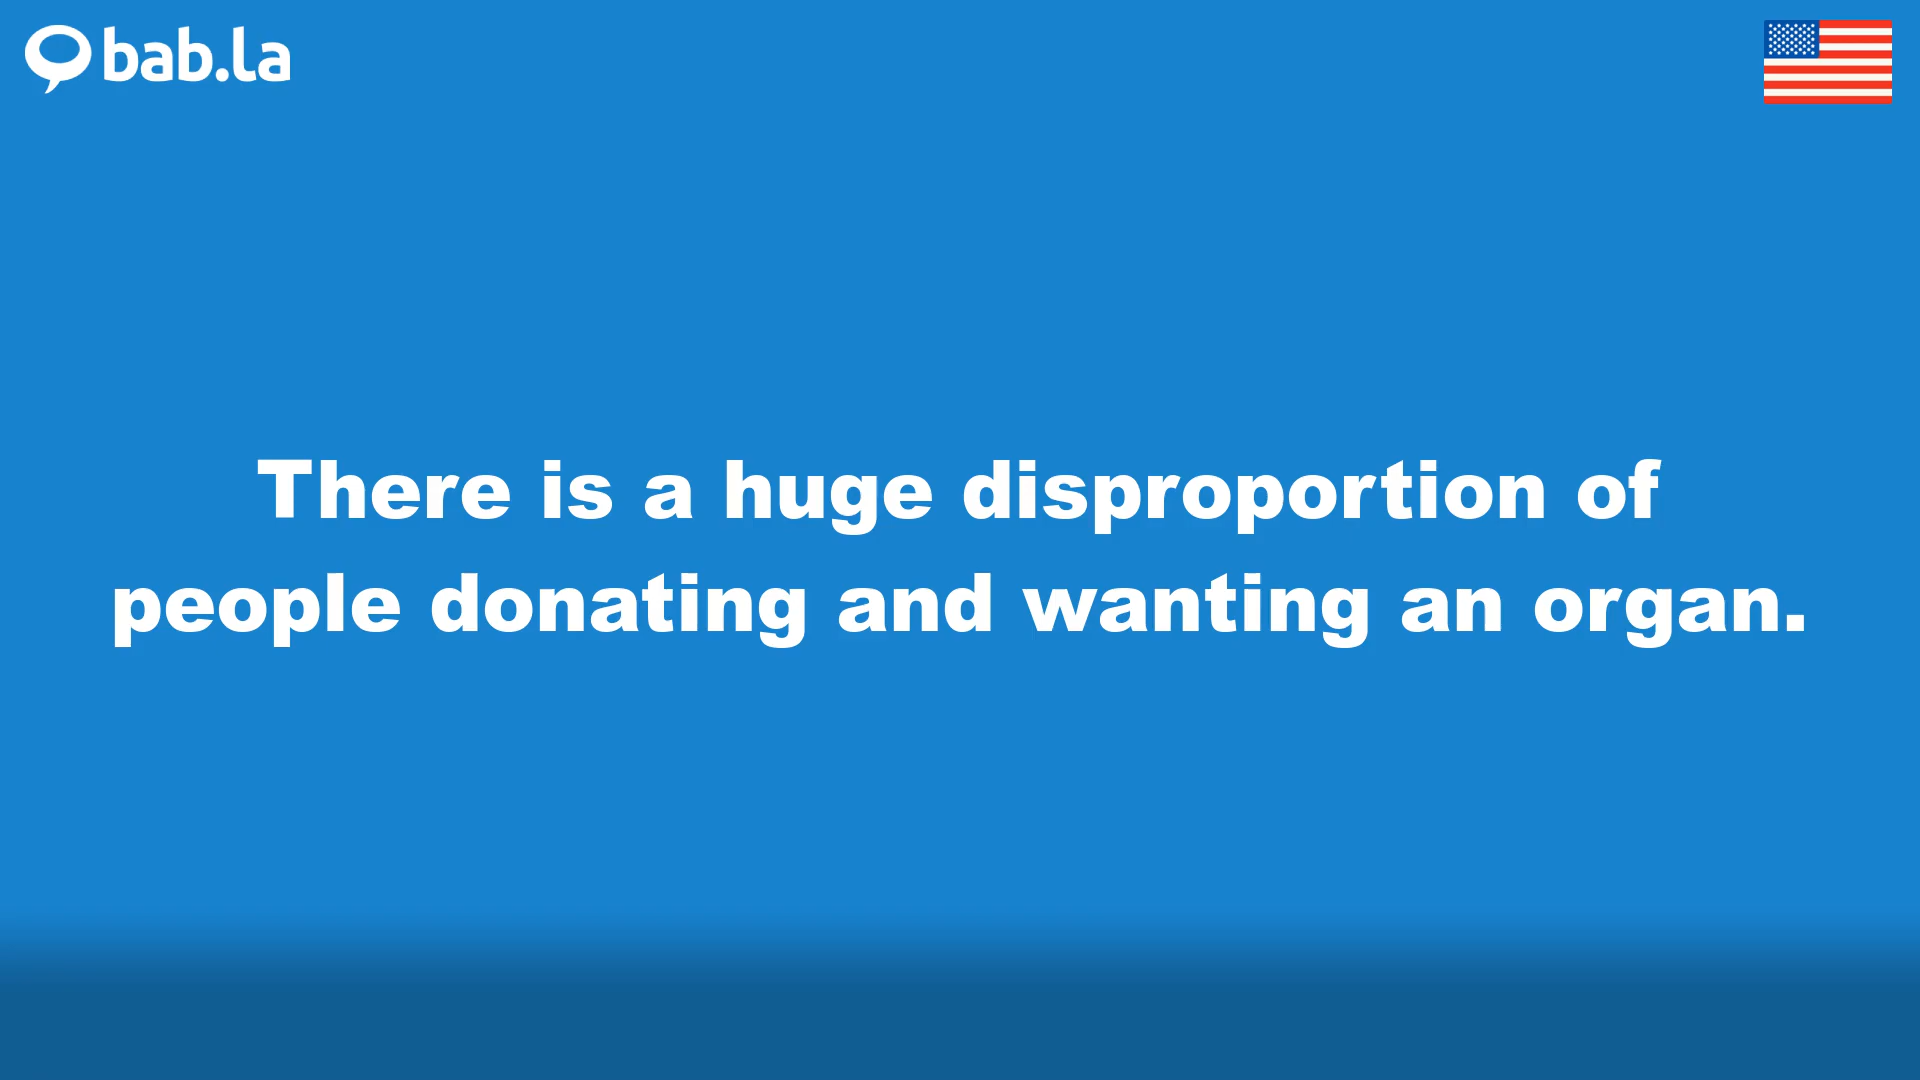 bab.la
There is a huge disproportion of
people donating and wanting an organ.